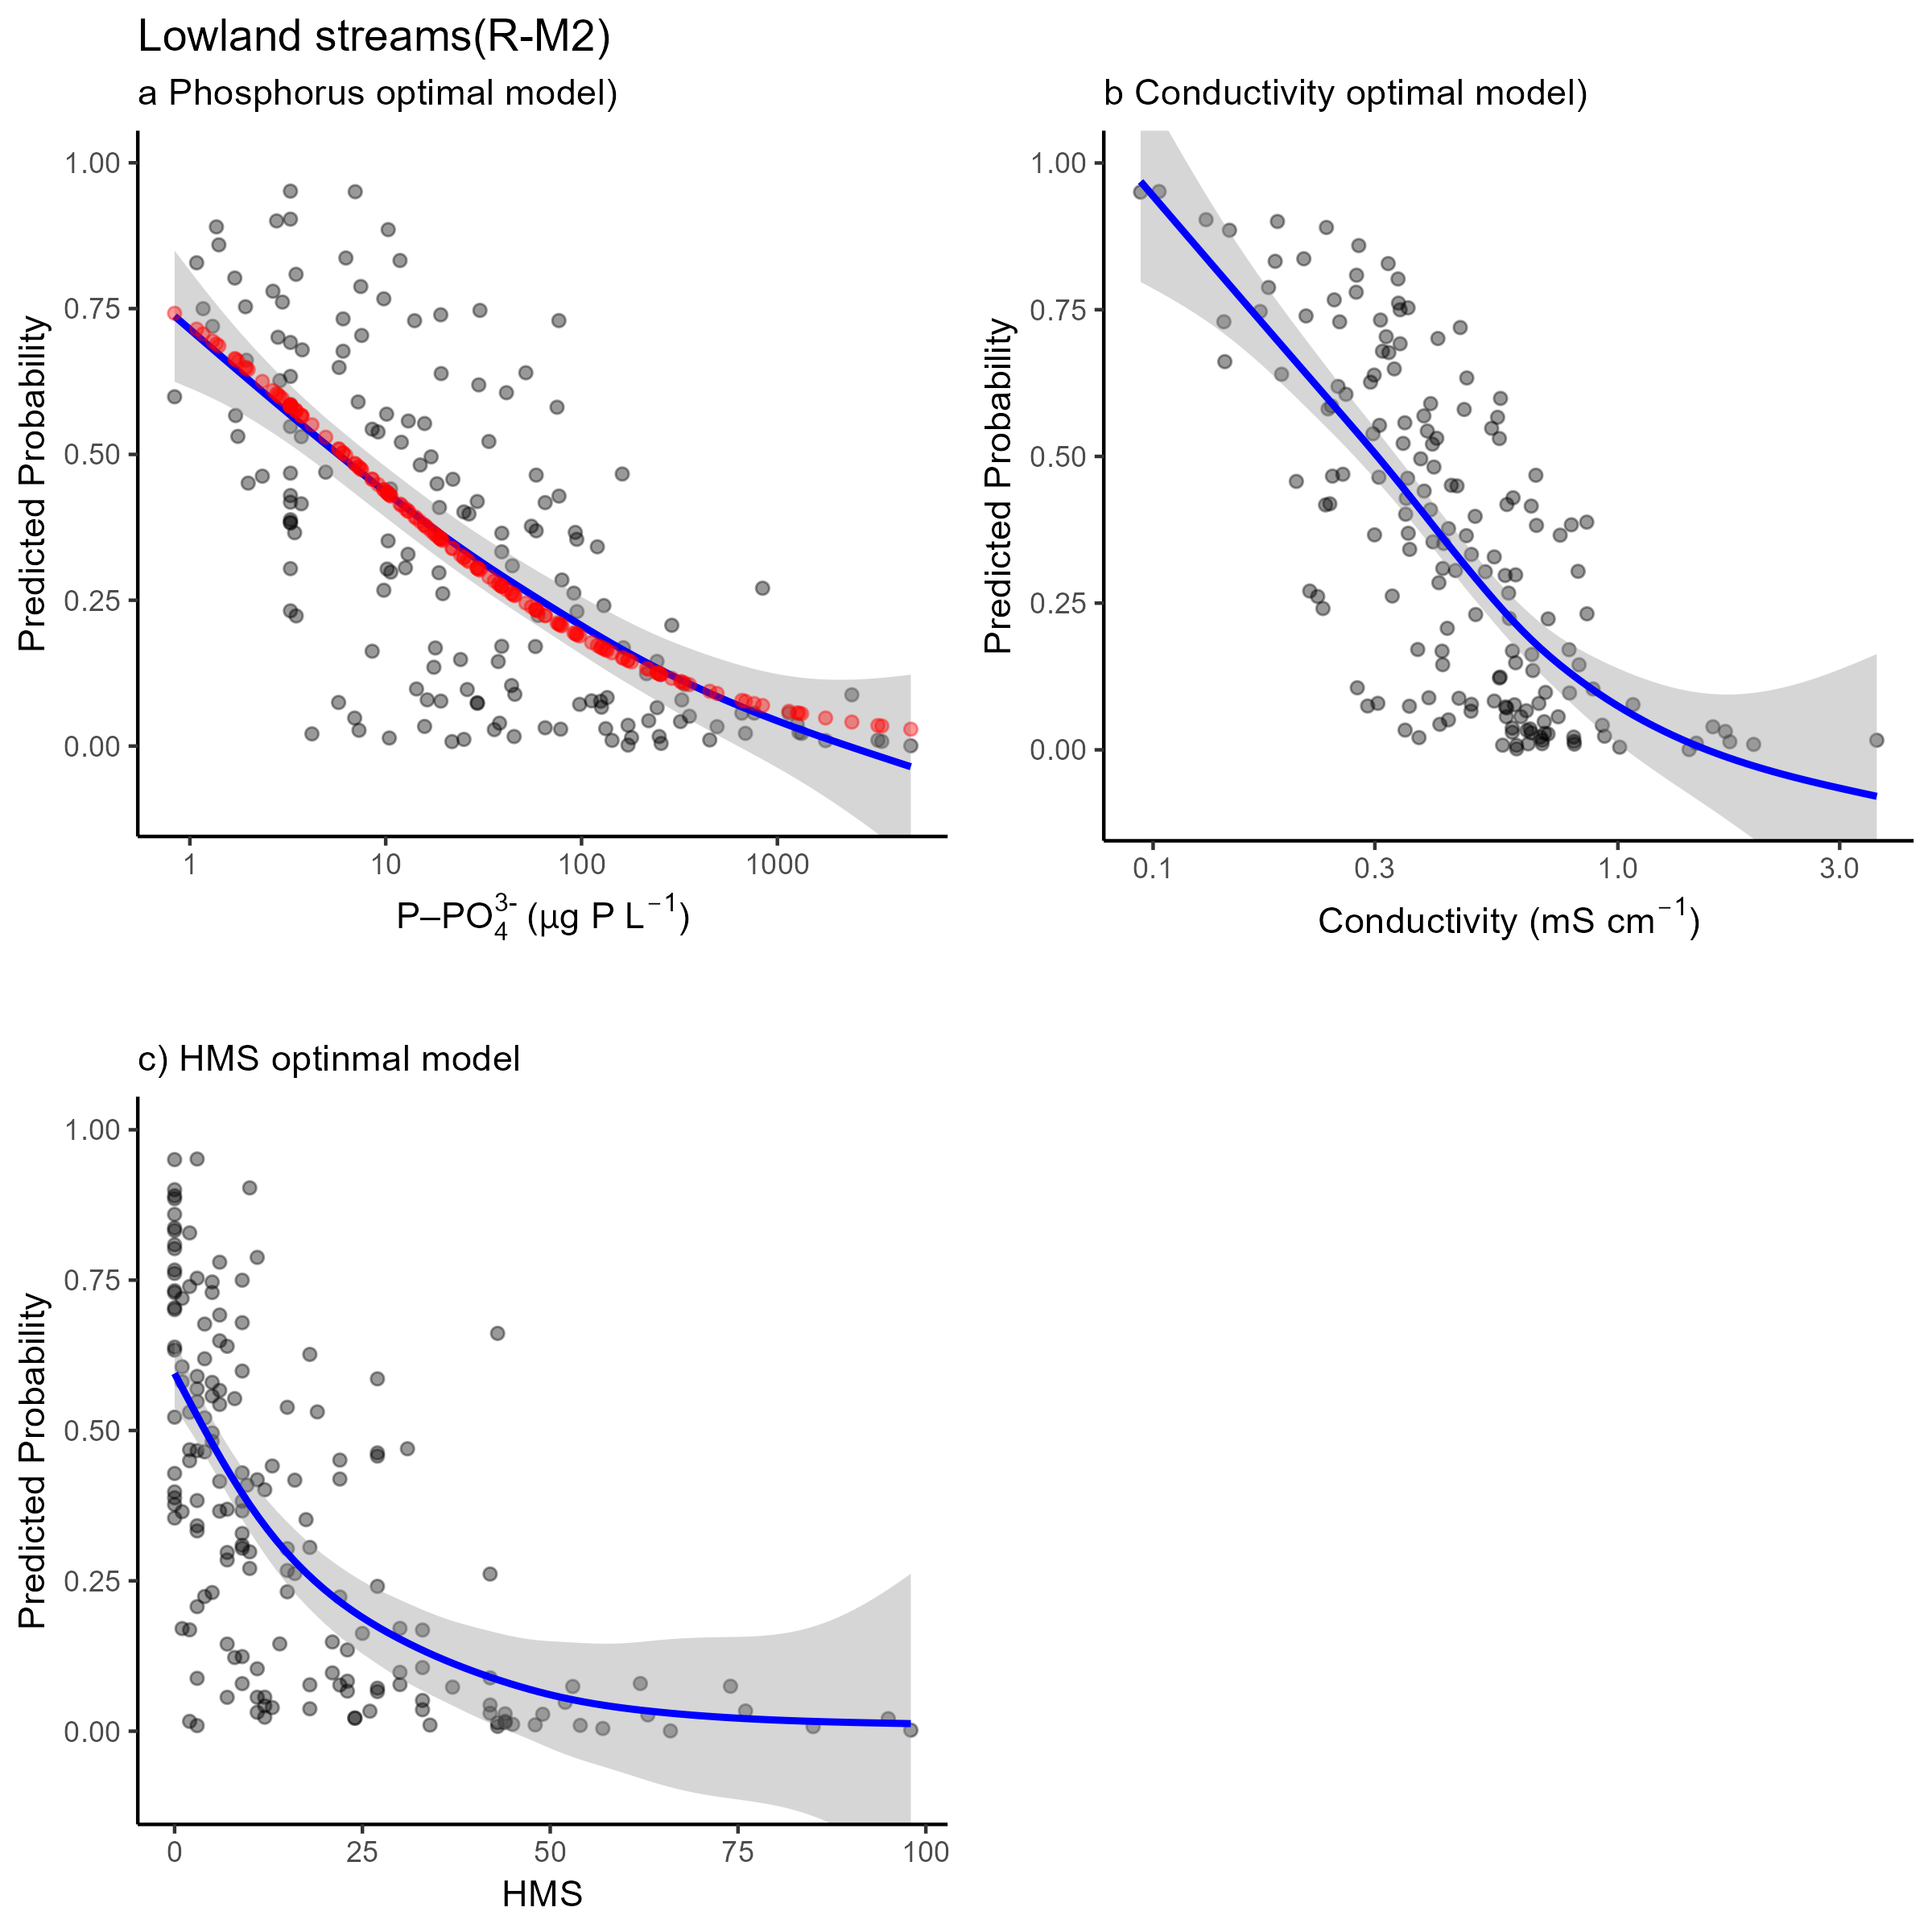 Lowland streams(R-M2)
a Phosphorus optimal model)
Predicted Probability
1.00
0.75
0.50
0.25
0.00
1 10 100 1000
P–PO₄³⁻ (µg P L⁻¹)
b Conductivity optimal model)
Predicted Probability
1.00
0.75
0.50
0.25
0.00
0.1 0.3 1.0 3.0
Conductivity (mS cm⁻¹)
c) HMS optinmal model
Predicted Probability
1.00
0.75
0.50
0.25
0.00
0 25 50 75 100
HMS